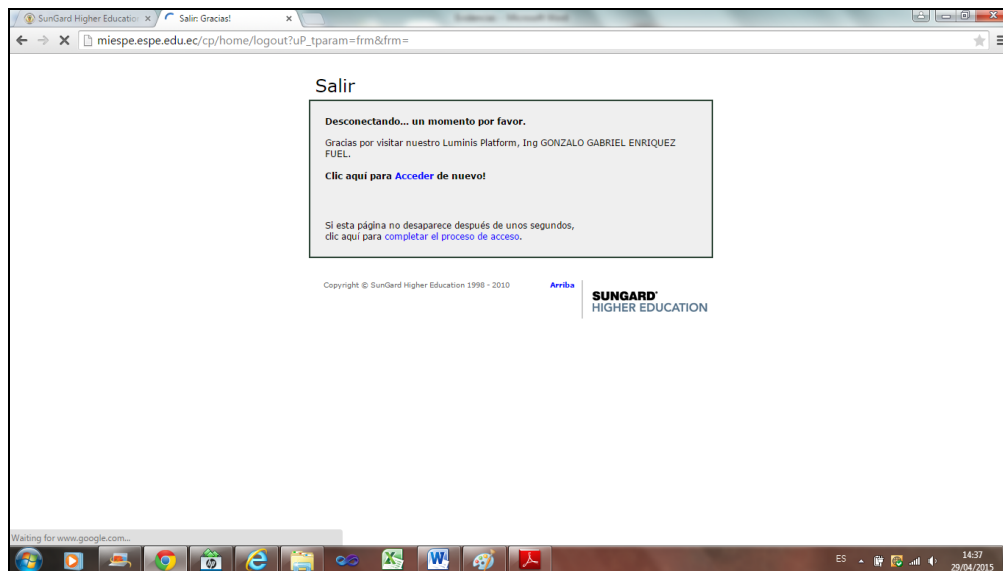 SunGard Higher Educatio
Salir: Gracias!
miespe.espe.edu.ec/cp/home/logout?uP_tparam=frm&frm=
Salir
Desconectando... un momento por favor.
Gracias por visitar nuestro Luminis Platform, Ing GONZALO GABRIEL ENRIQUEZ
FUEL.
Clic aquí para Acceder de nuevo!
Si esta página no desaparece después de unos segundos,
clic aquí para completar el proceso de acceso.
Copyright © SunGard Higher Education 1998 - 2010
Arriba
SUNGARD®
HIGHER EDUCATION
Waiting for www.google.com...
ES
14:37
29/04/2015